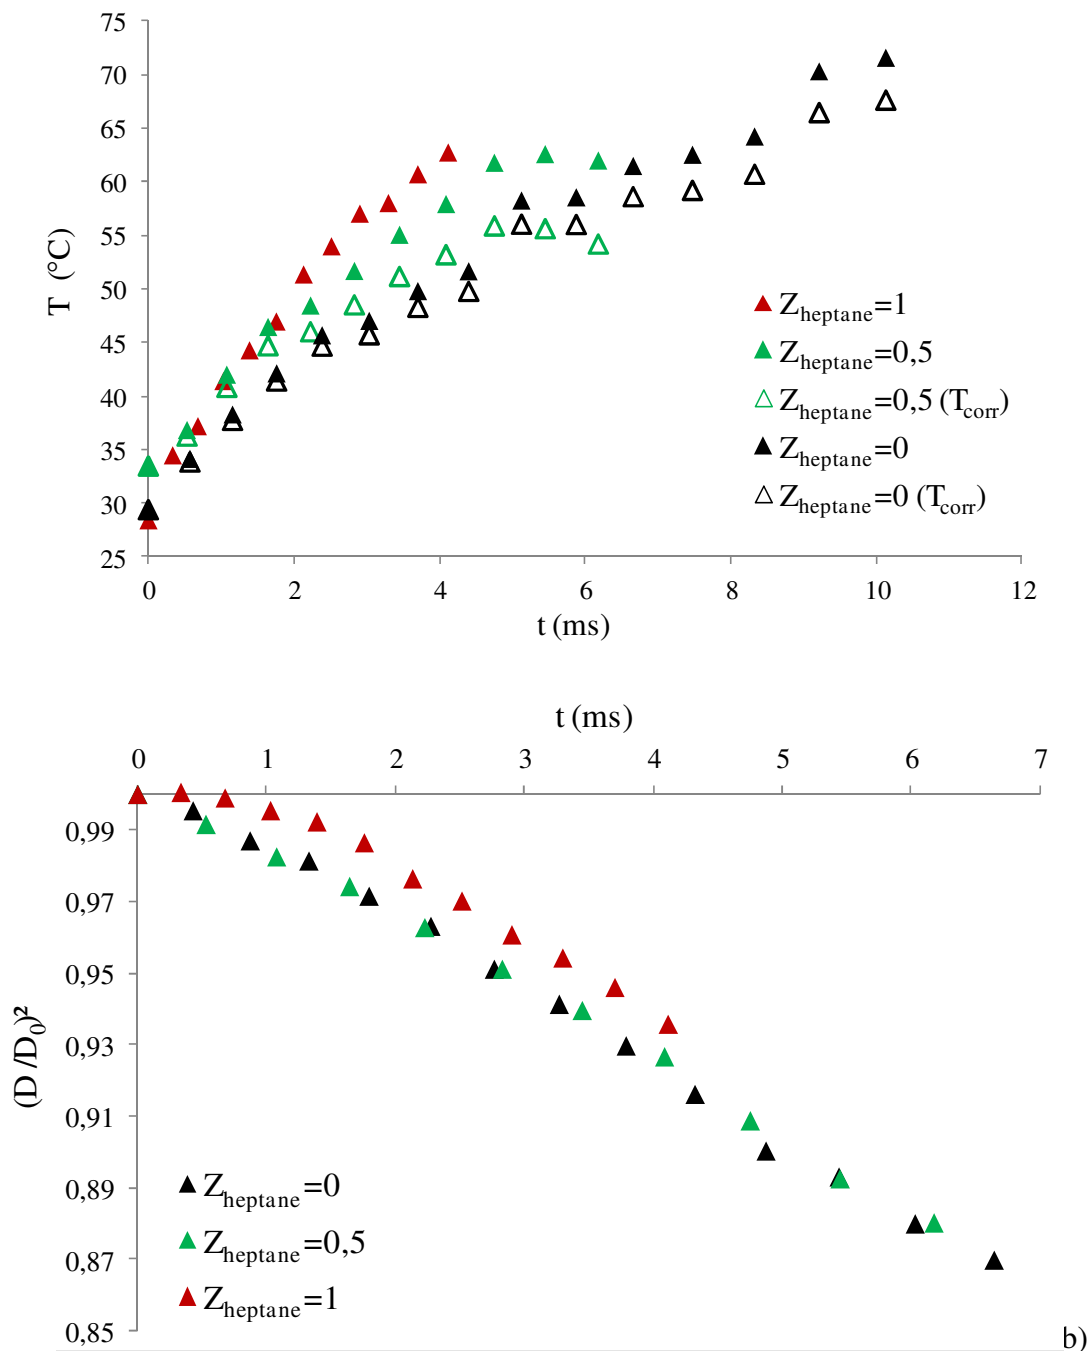 75
70
65
60
55
50
45
40
35
30
25
T (°C)
0 2 4 6 8 10 12
t (ms)
Zheptane=1
Zheptane=0,5
Zheptane=0,5 (Tcorr)
Zheptane=0
Zheptane=0 (Tcorr)
t (ms)
0 1 2 3 4 5 6 7
0,99
0,97
0,95
0,93
0,91
0,89
0,87
0,85
(D/D0)²
Zheptane=0
Zheptane=0,5
Zheptane=1
b)